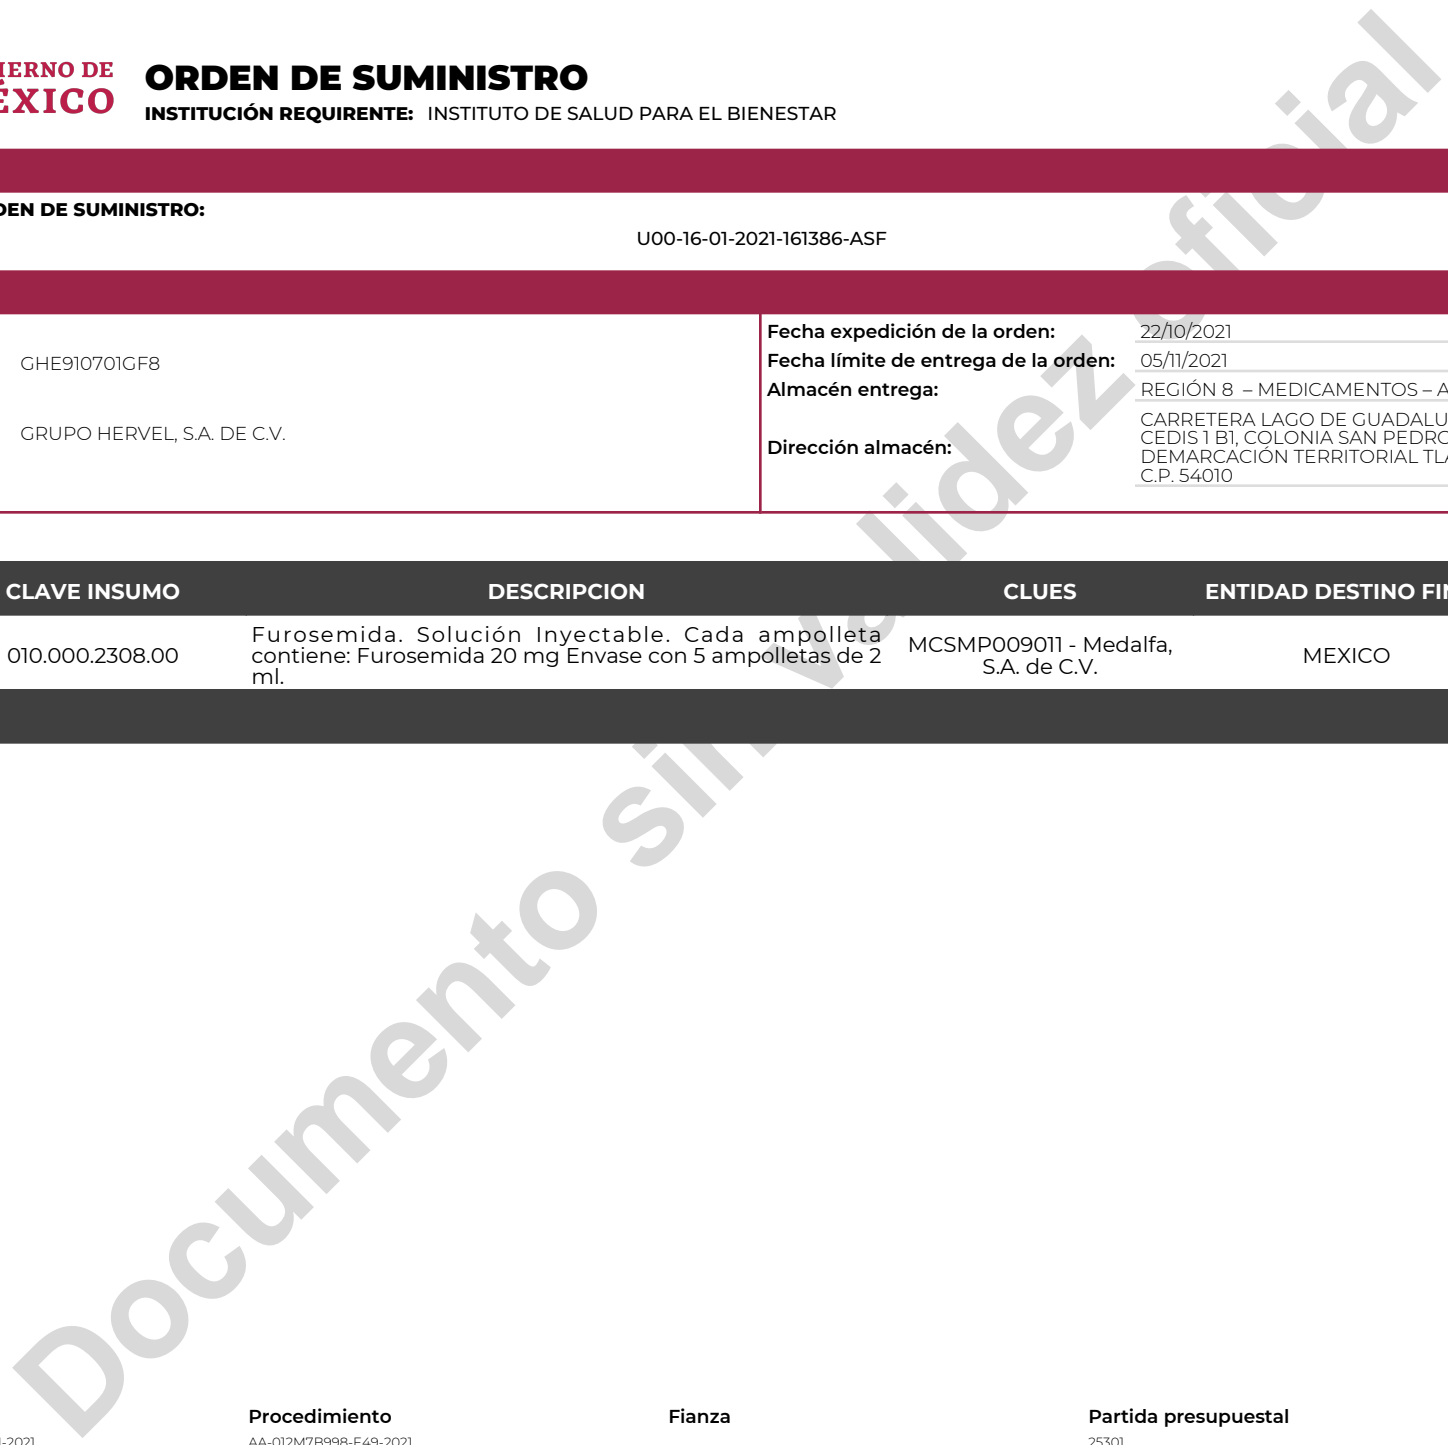 IERNO DE
ÉXICO
ORDEN DE SUMINISTRO
INSTITUCIÓN REQUIRENTE: INSTITUTO DE SALUD PARA EL BIENESTAR
DEN DE SUMINISTRO:
U00-16-01-2021-161386-ASF
GHE910701GF8
GRUPO HERVEL, S.A. DE C.V.
Fecha expedición de la orden: 22/10/2021
Fecha límite de entrega de la orden: 05/11/2021
Almacén entrega: REGIÓN 8 – MEDICAMENTOS – A
Dirección almacén:
CARRETERA LAGO DE GUADALU
CEDIS 1 B1, COLONIA SAN PEDRO
DEMARCACIÓN TERRITORIAL TLA
C.P. 54010
CLAVE INSUMO DESCRIPCION CLUES ENTIDAD DESTINO FIN
010.000.2308.00
Furosemida. Solución Inyectable. Cada ampolleta
contiene: Furosemida 20 mg Envase con 5 ampolletas de 2
ml.
MCSMP009011 - Medalfa,
S.A. de C.V.
MEXICO
Documento sin validez oficial
Procedimiento Fianza Partida presupuestal
-2021 AA-012M7B998-E49-2021 25301